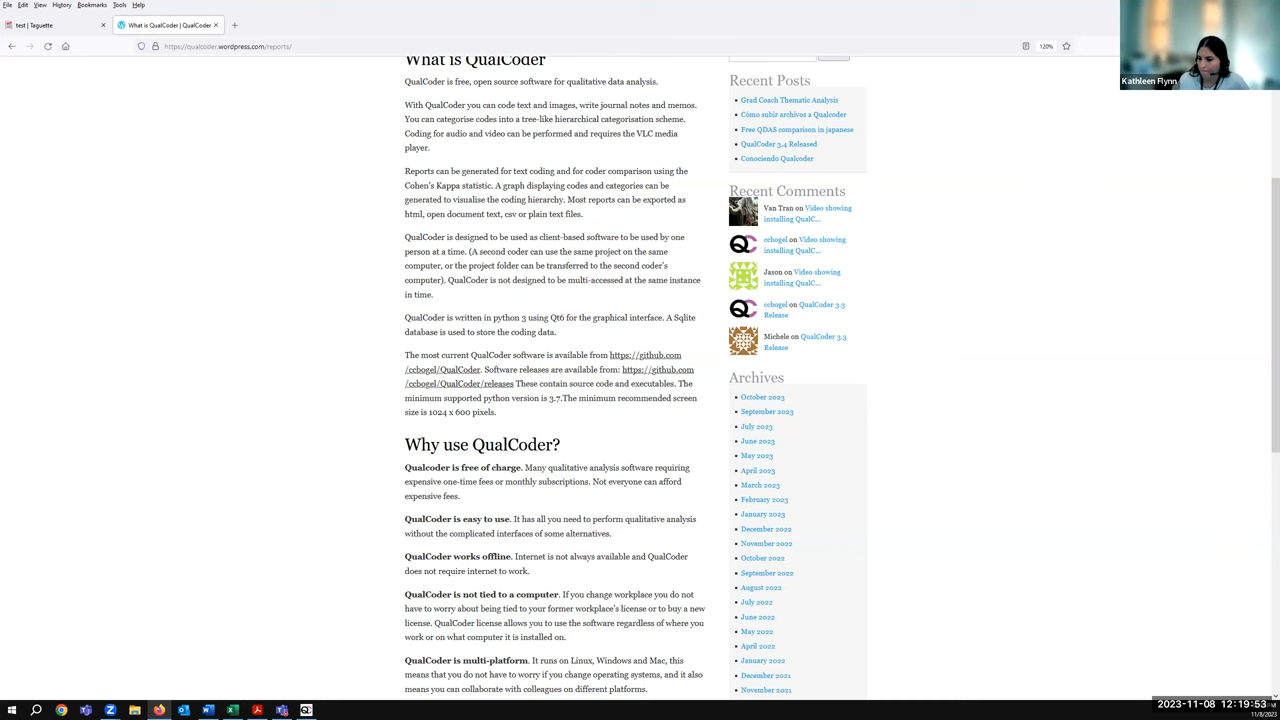 File Edit View History Bookmarks Tools Help
test | Taguette
What is QualCoder | QualCoder
https://qualcoder.wordpress.com/reports/
120%
Kathleen Flynn
What is QualCoder
QualCoder is free, open source software for qualitative data analysis.
With QualCoder you can code text and images, write journal notes and memos.
You can categorise codes into a tree-like hierarchical categorisation scheme.
Coding for audio and video can be performed and requires the VLC media
player.
Reports can be generated for text coding and for coder comparison using the
Cohen's Kappa statistic. A graph displaying codes and categories can be
generated to visualise the coding hierarchy. Most reports can be exported as
html, open document text, csv or plain text files.
QualCoder is designed to be used as client-based software to be used by one
person at a time. (A second coder can use the same project on the same
computer, or the project folder can be transferred to the second coder's
computer). QualCoder is not designed to be multi-accessed at the same instance
in time.
QualCoder is written in python 3 using Qt6 for the graphical interface. A Sqlite
database is used to store the coding data.
The most current QualCoder software is available from https://github.com
/ccbogel/QualCoder. Software releases are available from: https://github.com
/ccbogel/QualCoder/releases These contain source code and executables. The
minimum supported python version is 3.7.The minimum recommended screen
size is 1024 x 600 pixels.
Why use QualCoder?
Qualcoder is free of charge. Many qualitative analysis software requiring
expensive one-time fees or monthly subscriptions. Not everyone can afford
expensive fees.
QualCoder is easy to use. It has all you need to perform qualitative analysis
without the complicated interfaces of some alternatives.
QualCoder works offline. Internet is not always available and QualCoder
does not require internet to work.
QualCoder is not tied to a computer. If you change workplace you do not
have to worry about being tied to your former workplace's license or to buy a new
license. QualCoder license allows you to use the software regardless of where you
work or on what computer it is installed on.
QualCoder is multi-platform. It runs on Linux, Windows and Mac, this
means that you do not have to worry if you change operating systems, and it also
means you can collaborate with colleagues on different platforms.
Recent Posts
Grad Coach Thematic Analysis
Cómo subir archivos a Qualcoder
Free QDAS comparison in japanese
QualCoder 3.4 Released
Conociendo Qualcoder
Recent Comments
Van Tran on Video showing
installing QualC...
QC
ccbogel on Video showing
installing QualC...
Jason on Video showing
installing QualC...
QC
ccbogel on QualCoder 3.3
Release
Michele on QualCoder 3.3
Release
Archives
October 2023
September 2023
July 2023
June 2023
May 2023
April 2023
March 2023
February 2023
January 2023
December 2022
November 2022
October 2022
September 2022
August 2022
July 2022
June 2022
May 2022
April 2022
January 2022
December 2021
November 2021
2023-11-08 12:19:53
11/8/2023